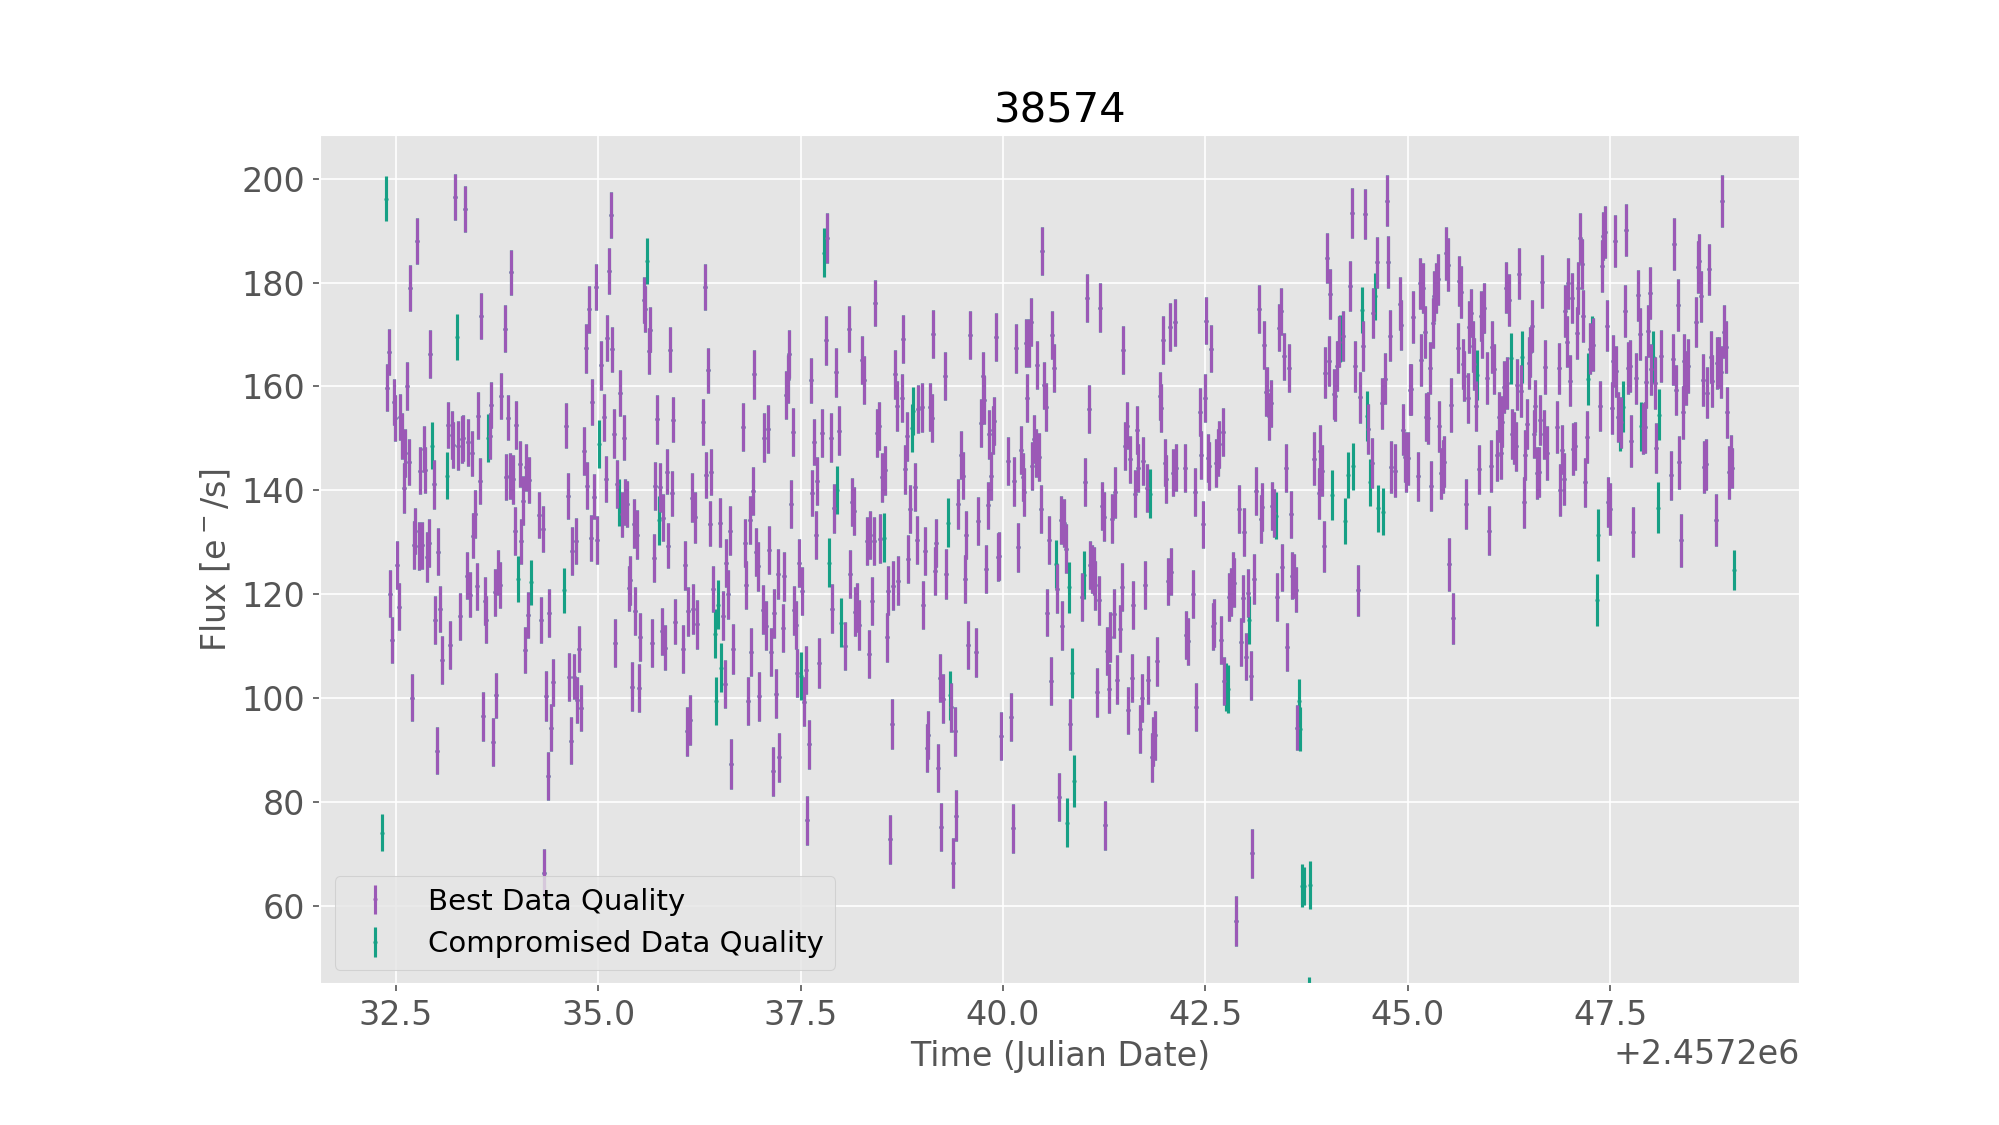 38574
200
180
160
140
120
100
80
60
Flux [e⁻/s]
Best Data Quality
Compromised Data Quality
32.5 35.0 37.5 40.0 42.5 45.0 47.5
Time (Julian Date)
+2.4572e6